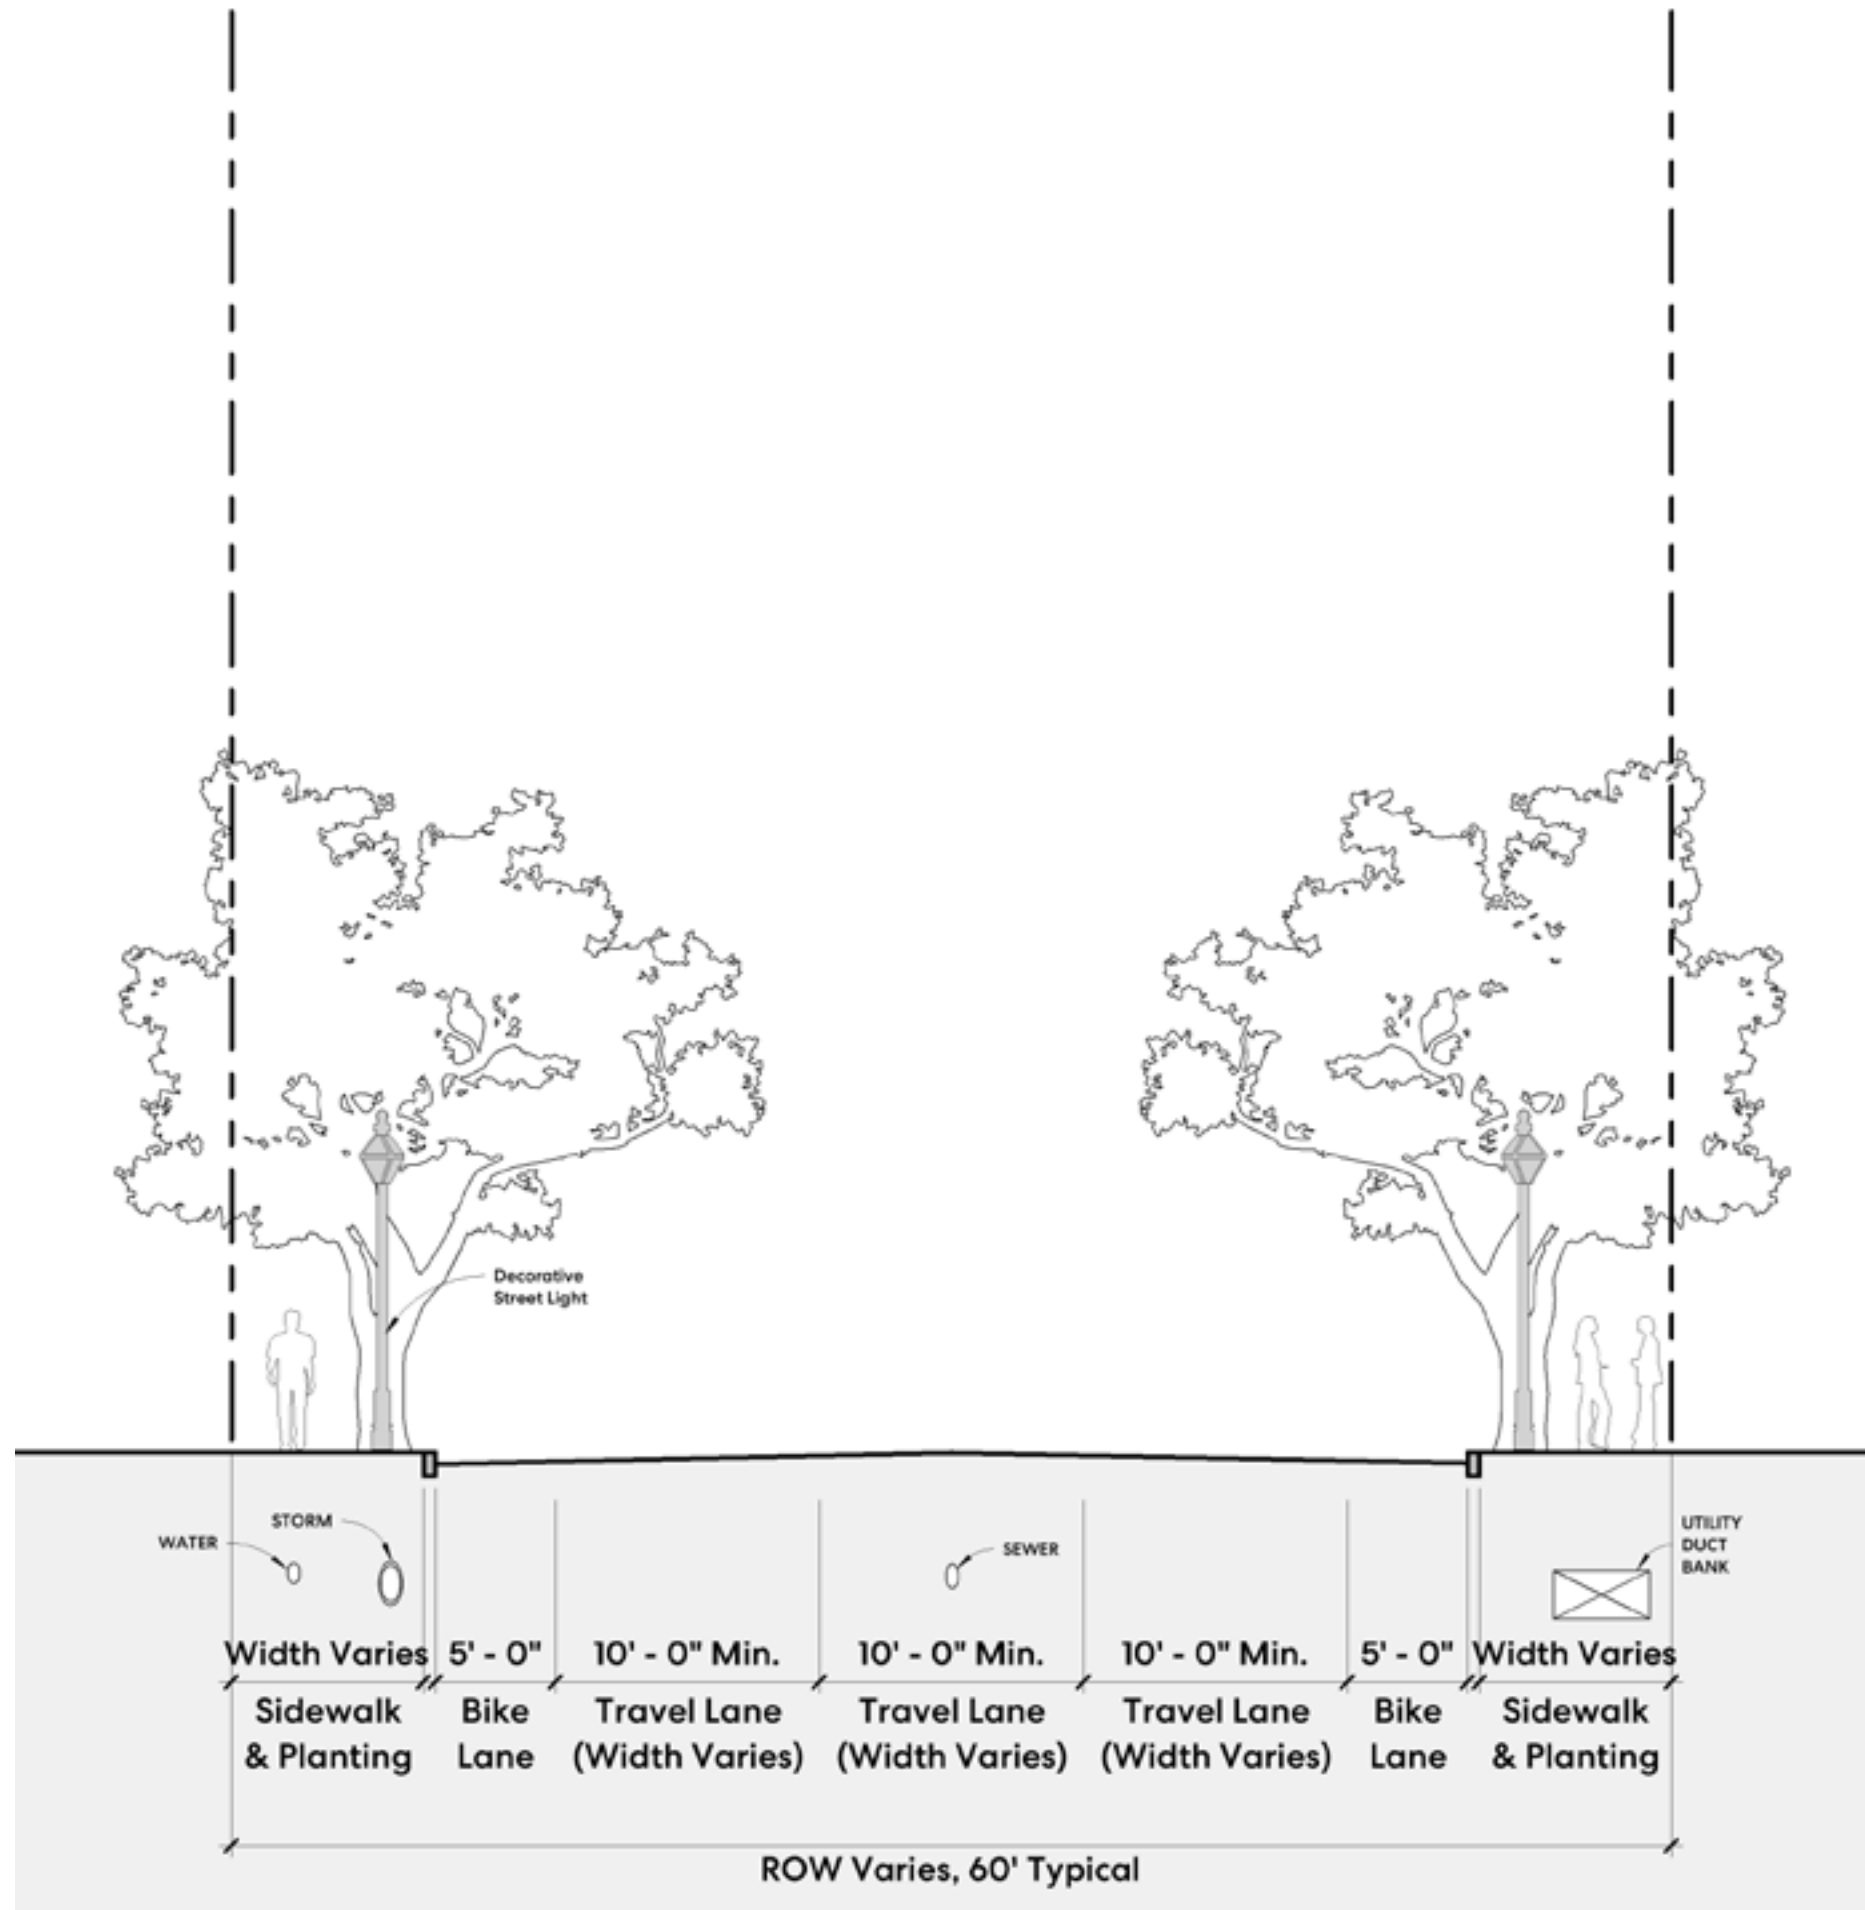 Decorative
Street Light
STORM
WATER
SEWER
UTILITY
DUCT
BANK
Width Varies 5' - 0" 10' - 0" Min. 10' - 0" Min. 10' - 0" Min. 5' - 0" Width Varies
Sidewalk Bike Travel Lane Travel Lane Travel Lane Bike Sidewalk
& Planting Lane (Width Varies) (Width Varies) (Width Varies) Lane & Planting
ROW Varies, 60' Typical